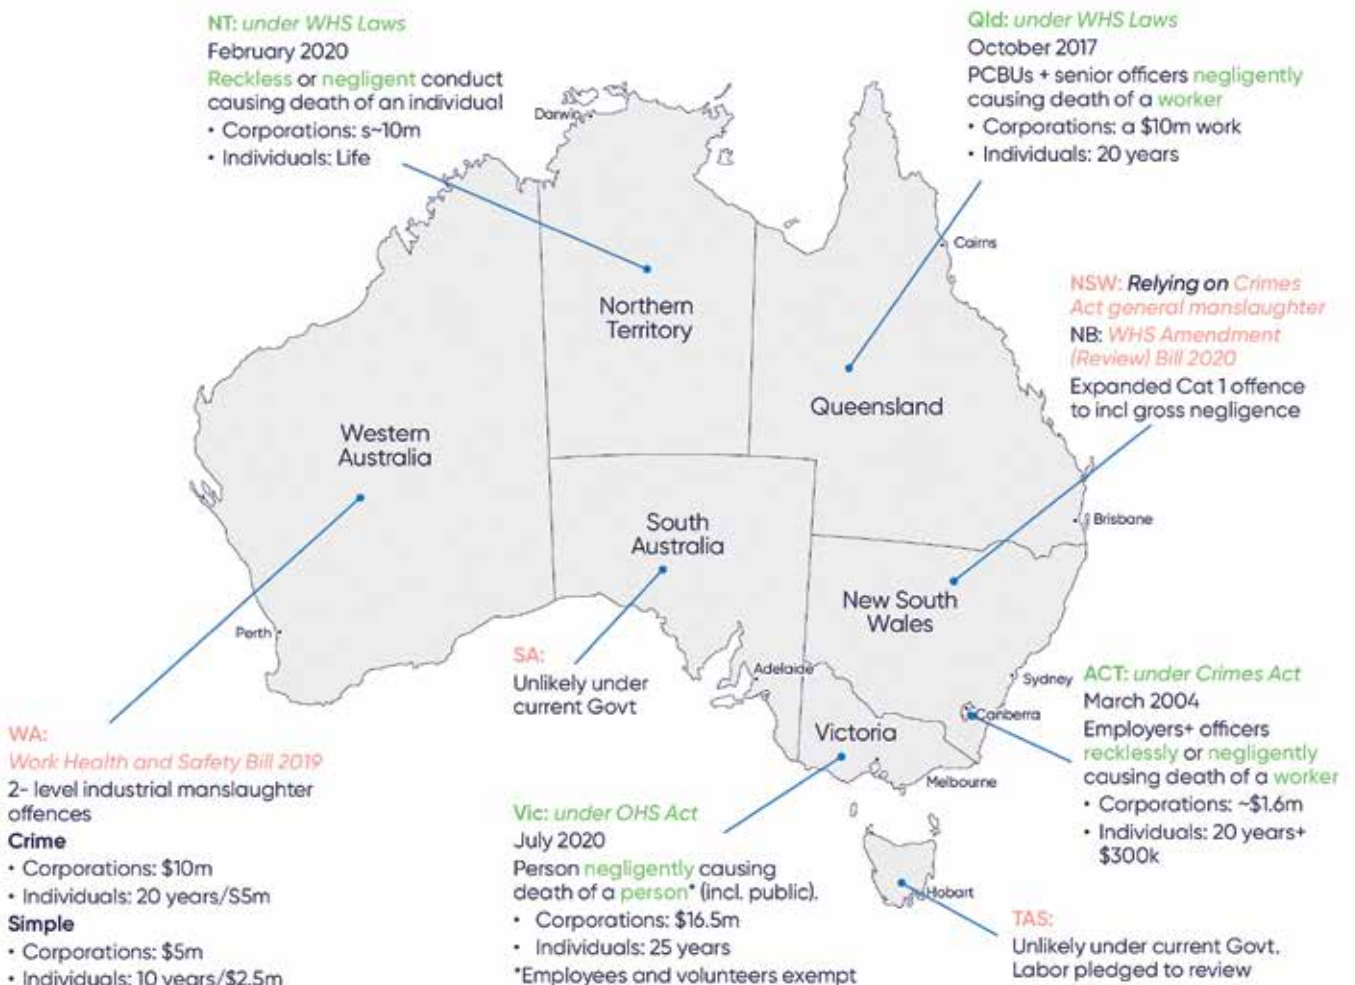 NT: under WHS Laws
February 2020
Reckless or negligent conduct
causing death of an individual
• Corporations: s~10m
• Individuals: Life
Qld: under WHS Laws
October 2017
PCBUs + senior officers negligently
causing death of a worker
• Corporations: a $10m work
• Individuals: 20 years
Darwin
Cairns
NSW: Relying on Crimes
Act general manslaughter
NB: WHS Amendment
(Review) Bill 2020
Expanded Cat 1 offence
to incl gross negligence
Northern
Territory
Queensland
Western
Australia
South
Australia
Brisbane
New South
Wales
Perth
SA:
Unlikely under
current Govt
Adelaide
Sydney
Canberra
Victoria
Melbourne
ACT: under Crimes Act
March 2004
Employers+ officers
recklessly or negligently
causing death of a worker
• Corporations: ~$1.6m
• Individuals: 20 years+
$300k
WA:
Work Health and Safety Bill 2019
2- level industrial manslaughter
offences
Crime
• Corporations: $10m
• Individuals: 20 years/S5m
Simple
• Corporations: $5m
• Individuals: 10 years/$2.5m
Vic: under OHS Act
July 2020
Person negligently causing
death of a person* (incl. public).
• Corporations: $16.5m
• Individuals: 25 years
*Employees and volunteers exempt
Hobart
TAS:
Unlikely under current Govt.
Labor pledged to review